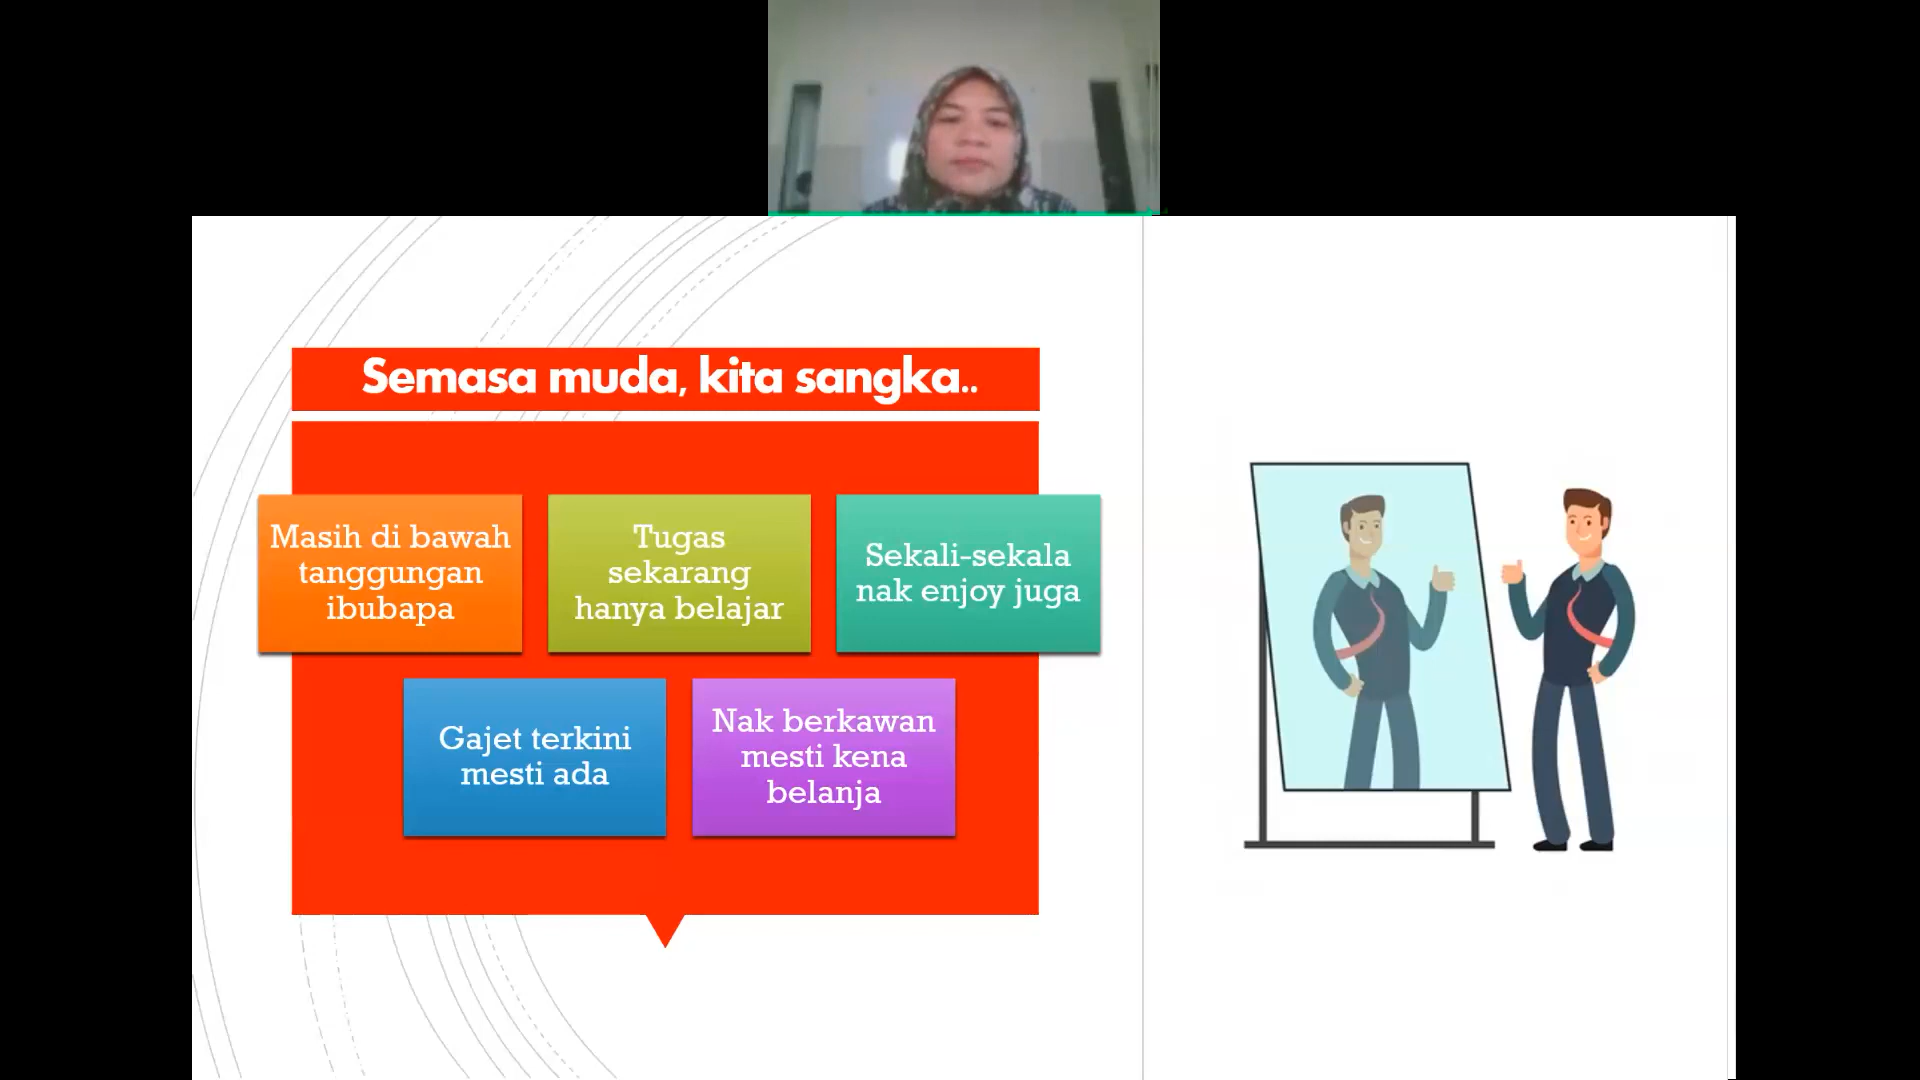 Semasa muda, kita sangka..
Masih di bawah
tanggungan
ibubapa
Tugas
sekarang
hanya belajar
Sekali-sekala
nak enjoy juga
Gajet terkini
mesti ada
Nak berkawan
mesti kena
belanja